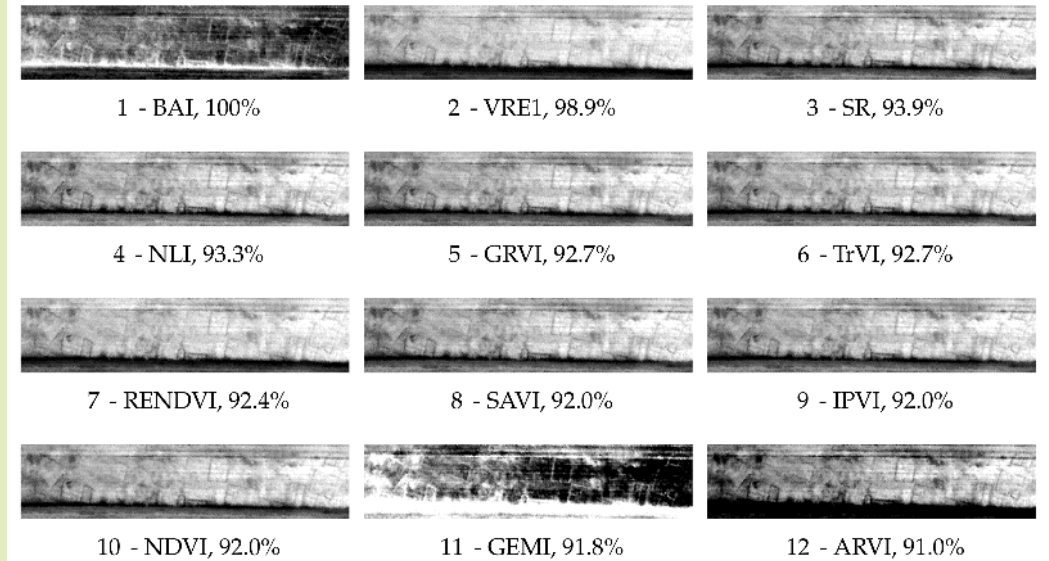 1 - BAI, 100%
2 - VRE1, 98.9%
3 - SR, 93.9%
4 - NLI, 93.3%
5 - GRVI, 92.7%
6 - TrVI, 92.7%
7 - RENDVI, 92.4%
8 - SAVI, 92.0%
9 - IPVI, 92.0%
10 - NDVI, 92.0%
11 - GEMI, 91.8%
12 - ARVI, 91.0%